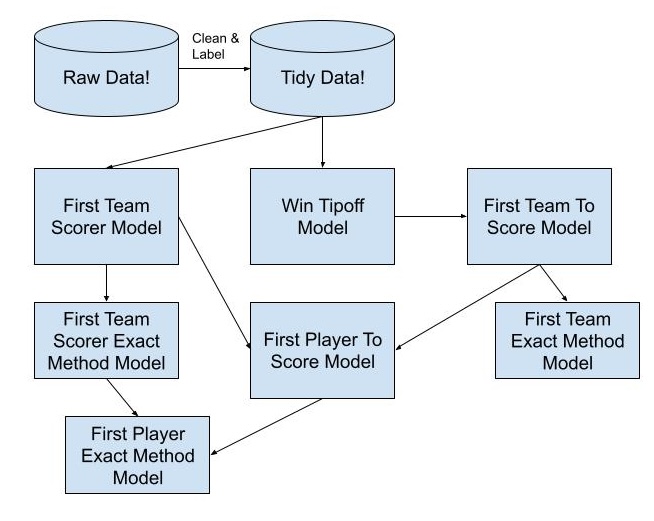 Clean &
Label
Raw Data!
Tidy Data!
First Team
Scorer Model
Win Tipoff
Model
First Team To
Score Model
First Team
Scorer Exact
Method Model
First Player To
Score Model
First Team
Exact Method
Model
First Player
Exact Method
Model